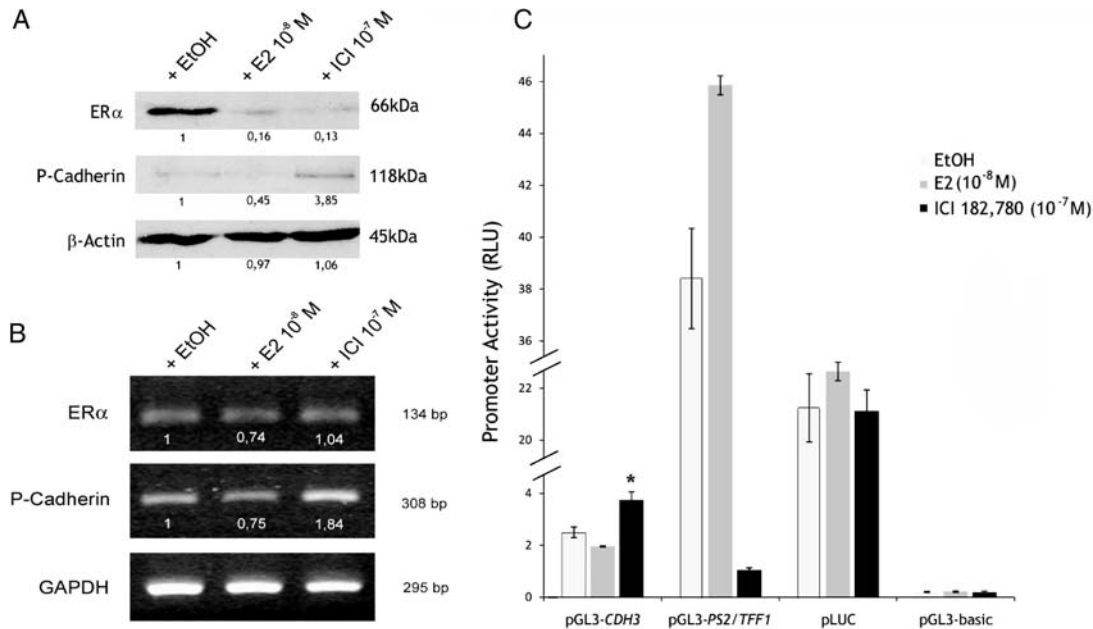 A
+ EtOH
+ E2 10⁻⁸ M
+ ICI 10⁻⁷ M
ERα
66kDa
1 0,16 0,13
P-Cadherin
118kDa
1 0,45 3,85
β-Actin
45kDa
1 0,97 1,06
B
+ EtOH
+ E2 10⁻⁸ M
+ ICI 10⁻⁷ M
ERα
134 bp
1 0,74 1,04
P-Cadherin
308 bp
1 0,75 1,84
GAPDH
295 bp
C
Promoter Activity (RLU)
46
44
42
40
38
36
22
20
4
2
0
*
EtOH
E2 (10⁻⁸ M)
ICI 182,780 (10⁻⁷ M)
pGL3-CDH3
pGL3-PS2/TFF1
pLUC
pGL3-basic